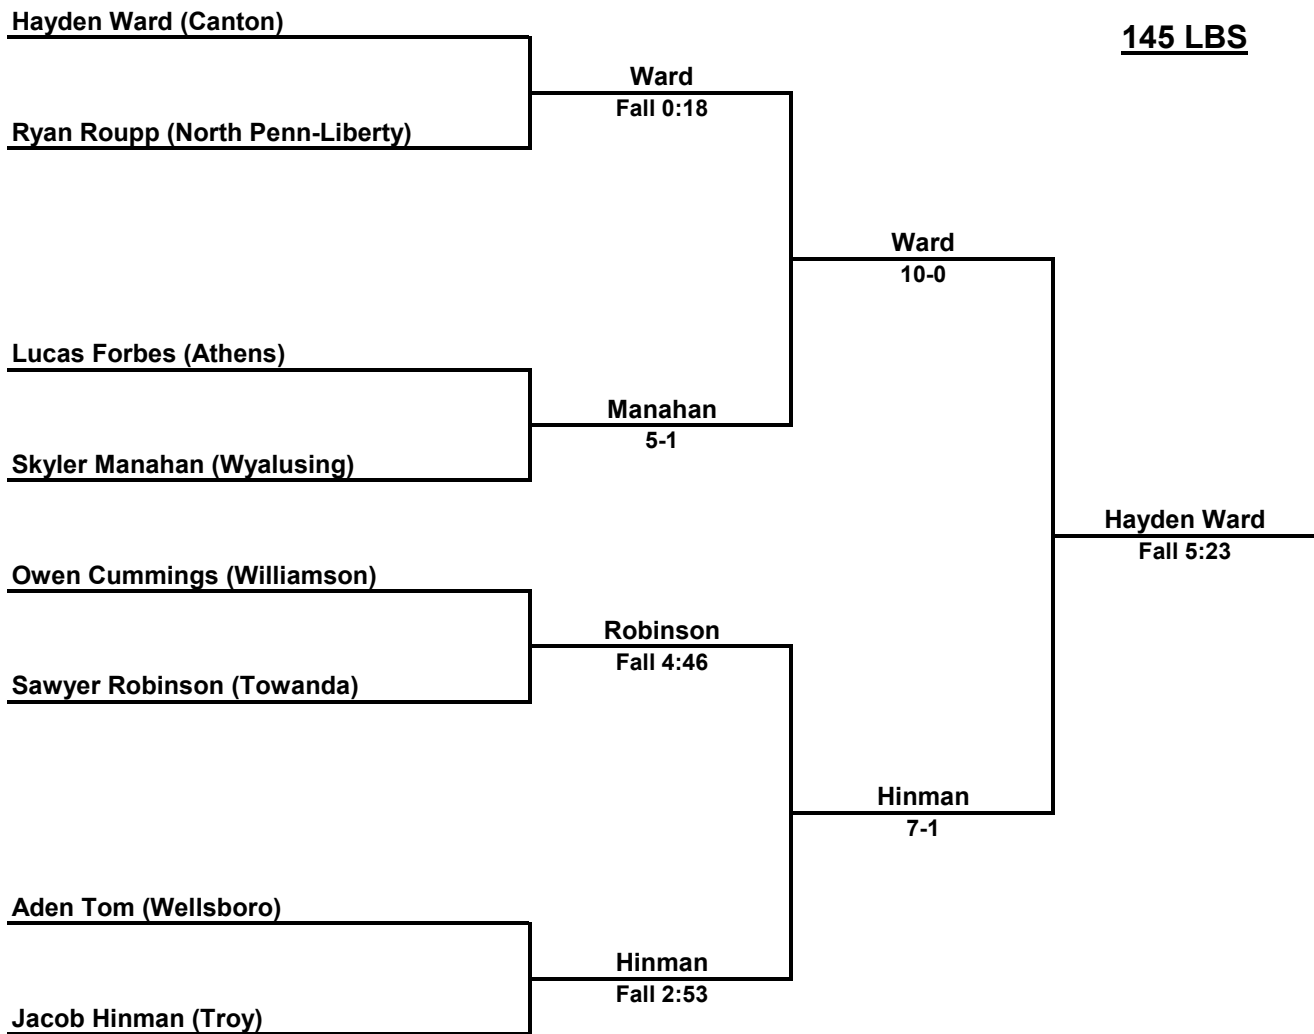 Hayden Ward (Canton)
145 LBS
Ward
Fall 0:18
Ryan Roupp (North Penn-Liberty)
Ward
10-0
Lucas Forbes (Athens)
Manahan
5-1
Skyler Manahan (Wyalusing)
Hayden Ward
Fall 5:23
Owen Cummings (Williamson)
Robinson
Fall 4:46
Sawyer Robinson (Towanda)
Hinman
7-1
Aden Tom (Wellsboro)
Hinman
Fall 2:53
Jacob Hinman (Troy)